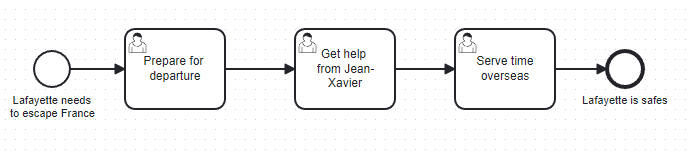 Lafayette needs
to escape France
Prepare for
departure
Get help
from Jean-
Xavier
Serve time
overseas
Lafayette is safes